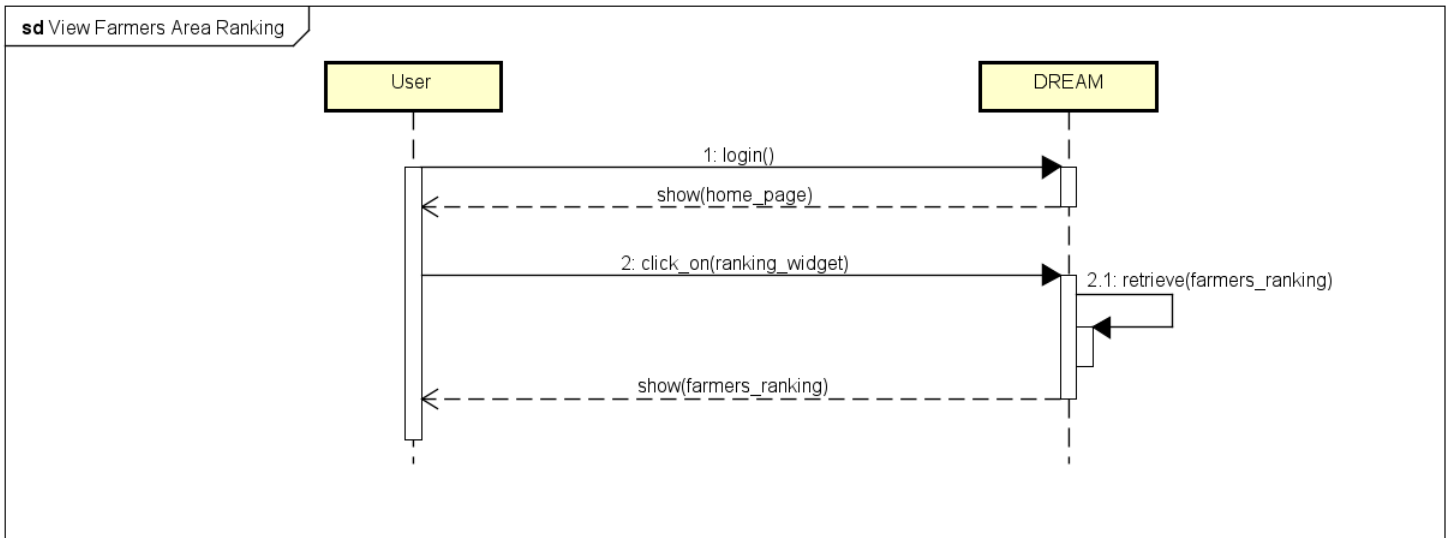 sd View Farmers Area Ranking
User
DREAM
1: login()
show(home_page)
2: click_on(ranking_widget)
2.1: retrieve(farmers_ranking)
show(farmers_ranking)